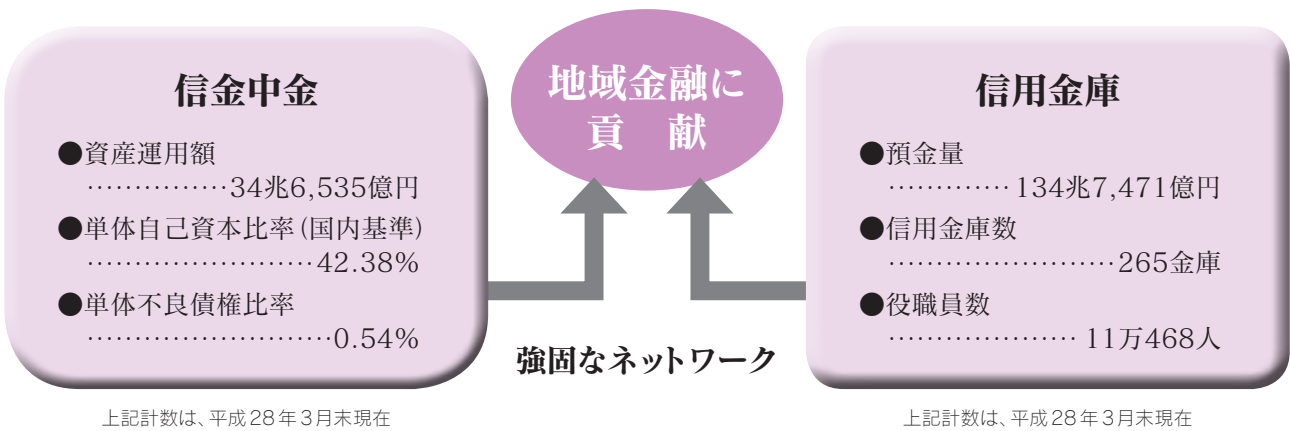 信金中金
●資産運用額
……………34兆6,535億円
●単体自己資本比率(国内基準)
……………………42.38%
●単体不良債権比率
………………………0.54%
上記計数は、平成28年3月末現在
地域金融に
貢 献
強固なネットワーク
信用金庫
●預金量
…………… 134兆7,471億円
●信用金庫数
……………………265金庫
●役職員数
………………… 11万468人
上記計数は、平成28年3月末現在